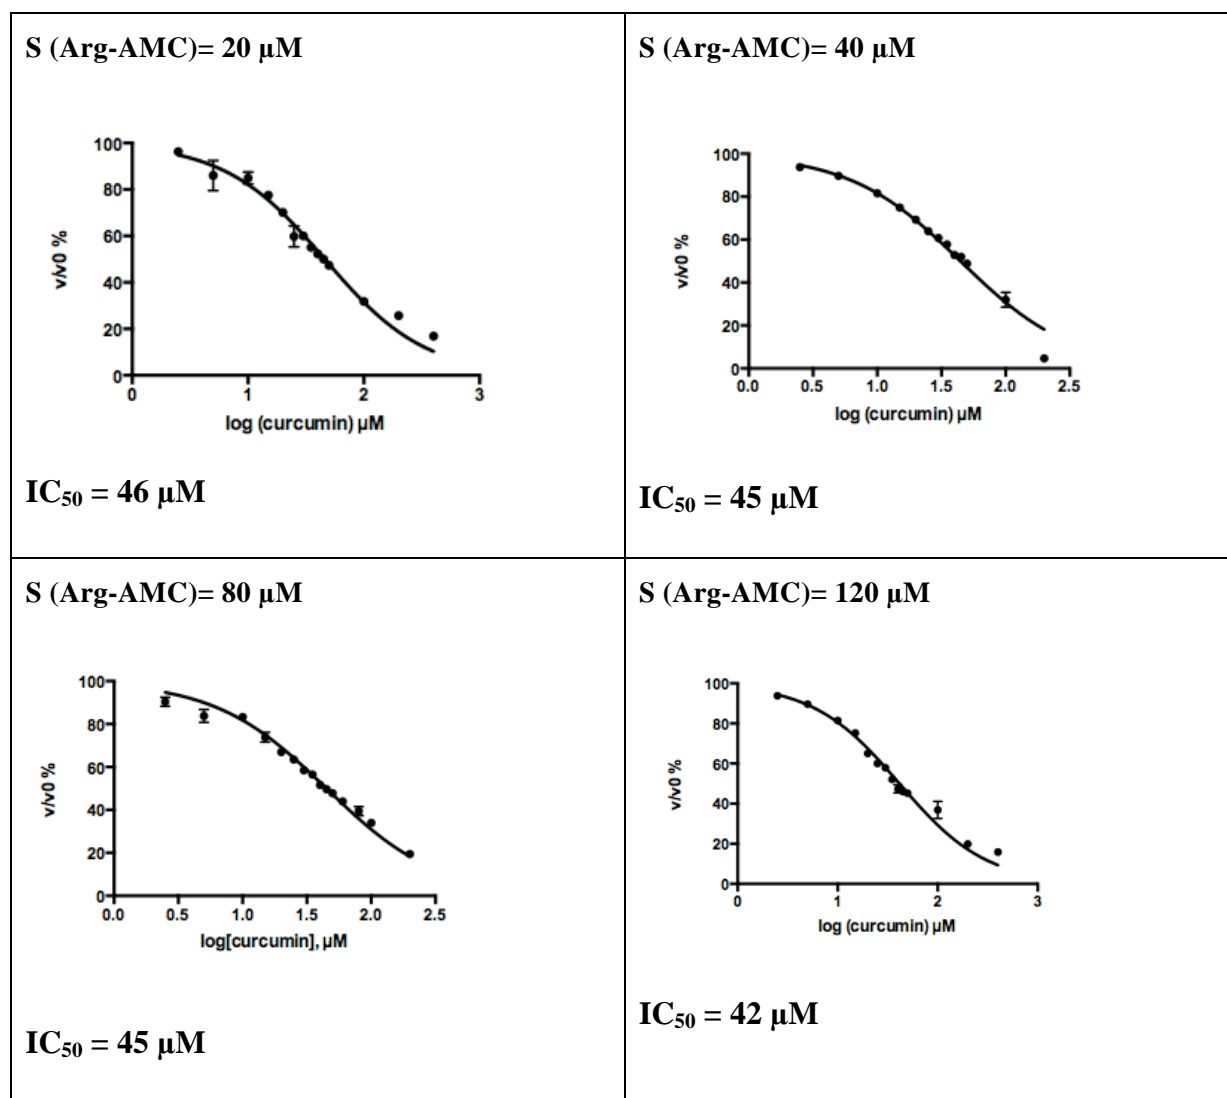 S (Arg-AMC)= 20 µM
100
80
60
40
20
0
v/v0 %
0 1 2 3
log (curcumin) µM
IC₅₀ = 46 µM
S (Arg-AMC)= 40 µM
100
80
60
40
20
0
v/v0 %
0.0 0.5 1.0 1.5 2.0 2.5
log (curcumin) µM
IC₅₀ = 45 µM
S (Arg-AMC)= 80 µM
100
80
60
40
20
0
v/v0 %
0.0 0.5 1.0 1.5 2.0 2.5
log[curcumin], µM
IC₅₀ = 45 µM
S (Arg-AMC)= 120 µM
100
80
60
40
20
0
v/v0 %
0 1 2 3
log (curcumin) µM
IC₅₀ = 42 µM